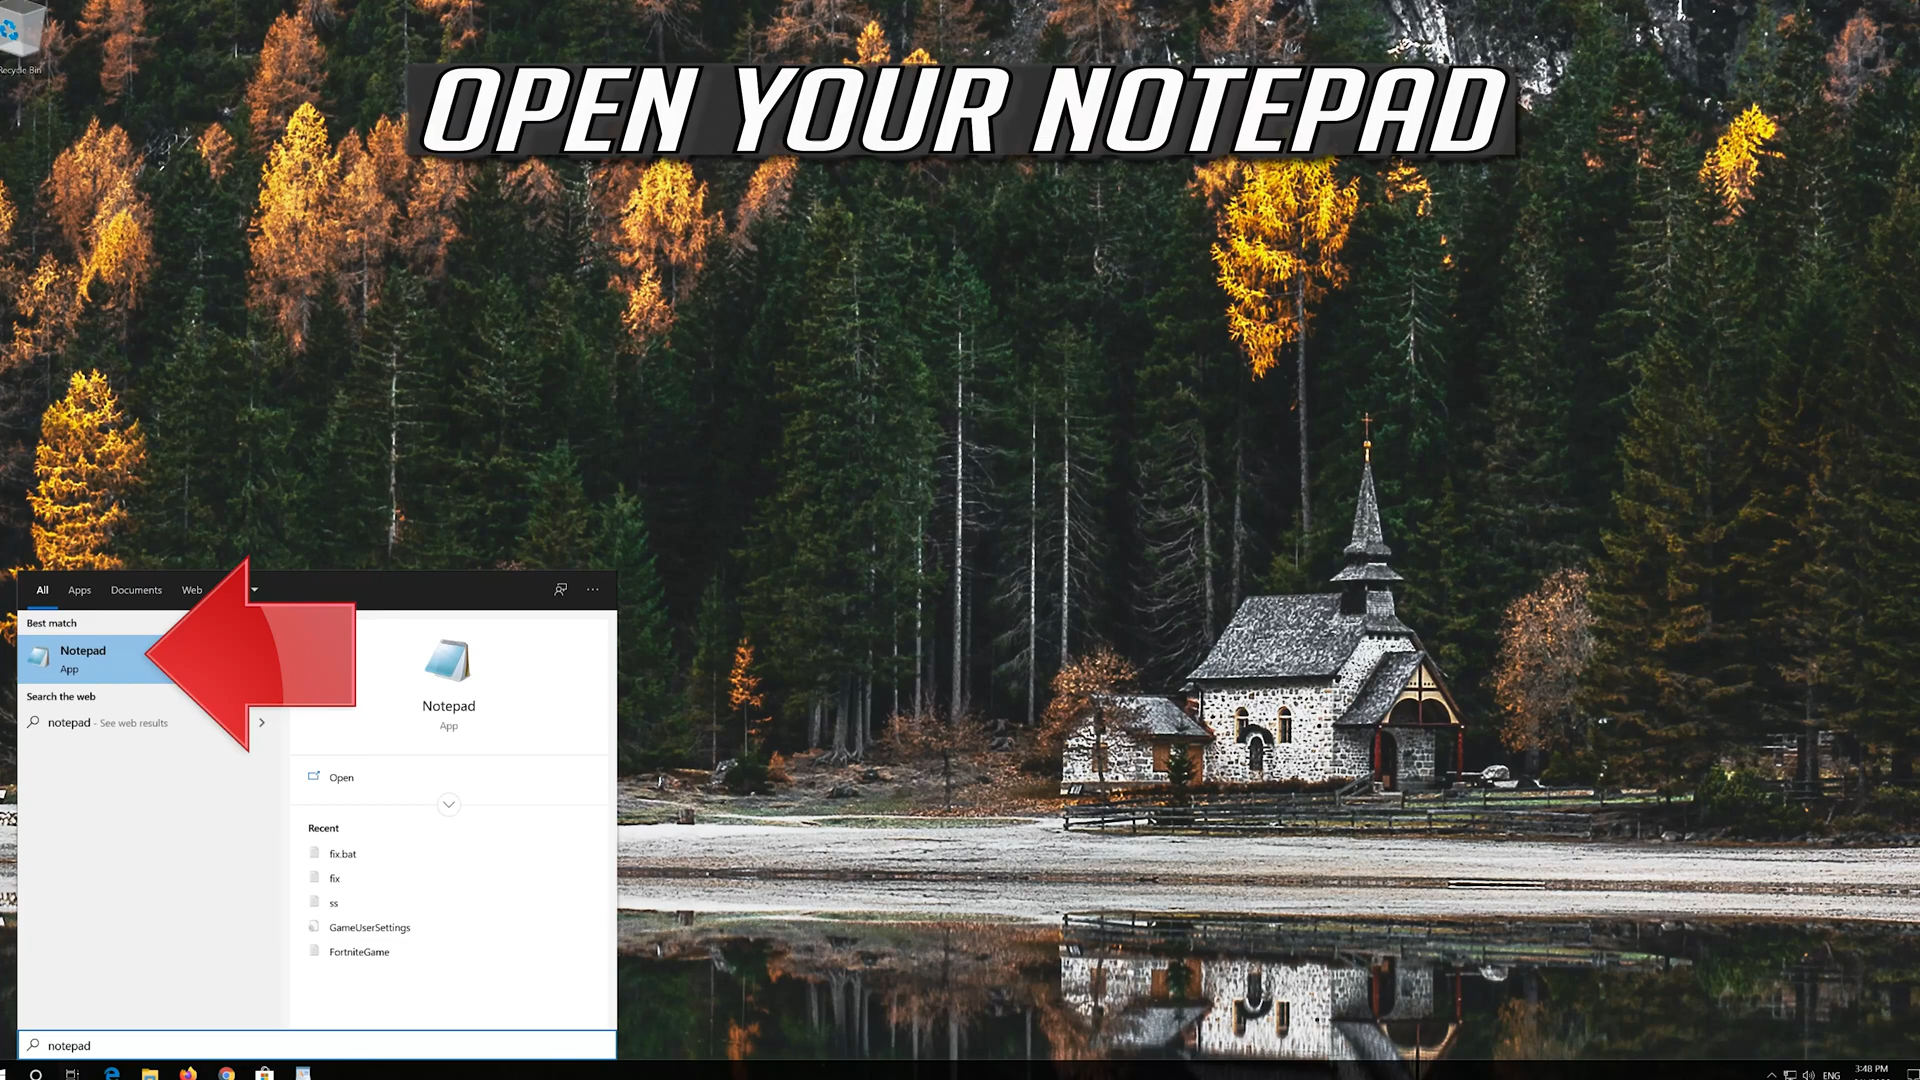 Recycle Bin
OPEN YOUR NOTEPAD
All Apps Documents Web
Best match
Notepad
App
Search the web
notepad - See web results
Notepad
App
Open
Recent
fix.bat
fix
ss
GameUserSettings
FortniteGame
notepad
ENG
3:48 PM